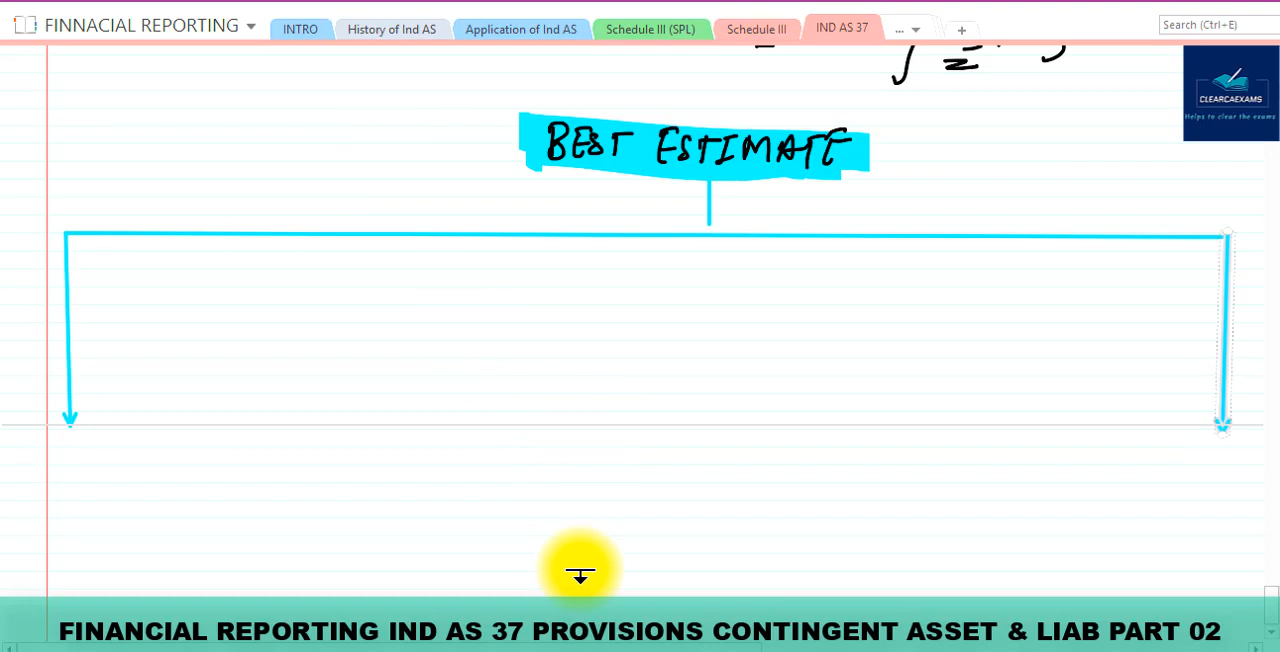 FINNACIAL REPORTING
INTRO
History of Ind AS
Application of Ind AS
Schedule III (SPL)
Schedule III
IND AS 37
...
Search (Ctrl+E)
CLEARCAEXAMS
Helps to clear the exams
BEST ESTIMATE
FINANCIAL REPORTING IND AS 37 PROVISIONS CONTINGENT ASSET & LIAB PART 02